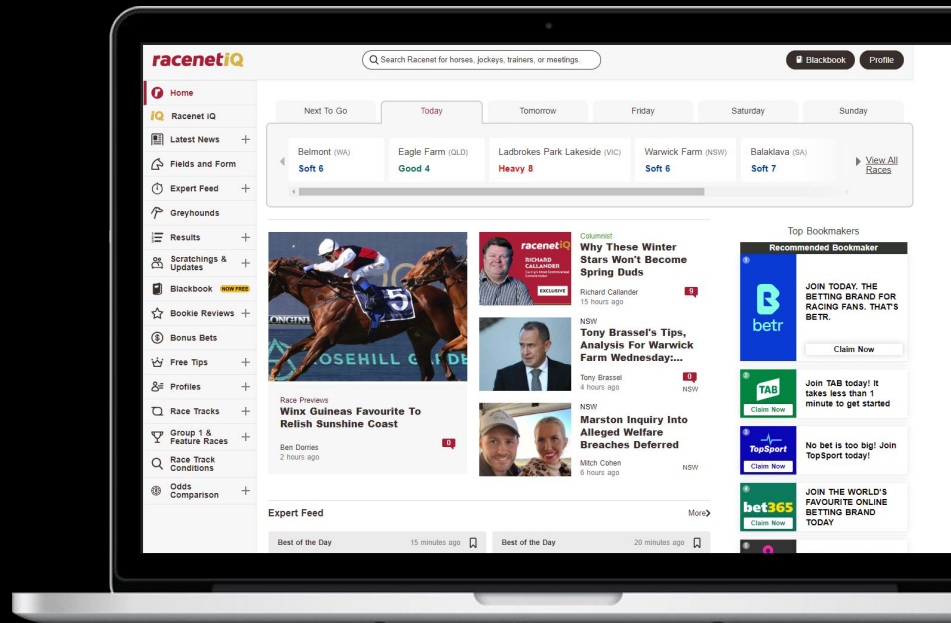 racenetiQ
Search Racenet for horses, jockeys, trainers, or meetings.
Blackbook
Profile
Home
iQ Racenet iQ
Latest News +
Fields and Form
Expert Feed +
Greyhounds
Results +
Scratchings &
Updates +
Blackbook NOW FREE
Bookie Reviews +
Bonus Bets
Free Tips +
Profiles +
Race Tracks +
Group 1 &
Feature Races +
Race Track
Conditions
Odds
Comparison +
Next To Go
Today
Tomorrow
Friday
Saturday
Sunday
Belmont (WA)
Soft 6
Eagle Farm (QLD)
Good 4
Ladbrokes Park Lakeside (VIC)
Heavy 8
Warwick Farm (NSW)
Soft 6
Balaklava (SA)
Soft 7
View All
Races
5
ONGIN
OSEHILL GARDE
Race Previews
Winx Guineas Favourite To
Relish Sunshine Coast
Ben Dorries
2 hours ago
0
racenetiQ
RICHARD
CALLANDER
EXCLUSIVE
Columnist
Why These Winter
Stars Won't Become
Spring Duds
Richard Callander
15 hours ago
9
NSW
Tony Brassel's Tips,
Analysis For Warwick
Farm Wednesday:...
Tony Brassel
4 hours ago
0
NSW
NSW
Marston Inquiry Into
Alleged Welfare
Breaches Deferred
Mitch Cohen
6 hours ago
NSW
Expert Feed
More
Best of the Day
15 minutes ago
Best of the Day
20 minutes ago
Top Bookmakers
Recommended Bookmaker
1
betr
JOIN TODAY. THE
BETTING BRAND FOR
RACING FANS. THAT'S
BETR.
Claim Now
2
TAB
Claim Now
Join TAB today! It
takes less than 1
minute to get started
3
TopSport
Claim Now
No bet is too big! Join
TopSport today!
4
bet365
Claim Now
JOIN THE WORLD'S
FAVOURITE ONLINE
BETTING BRAND
TODAY
5